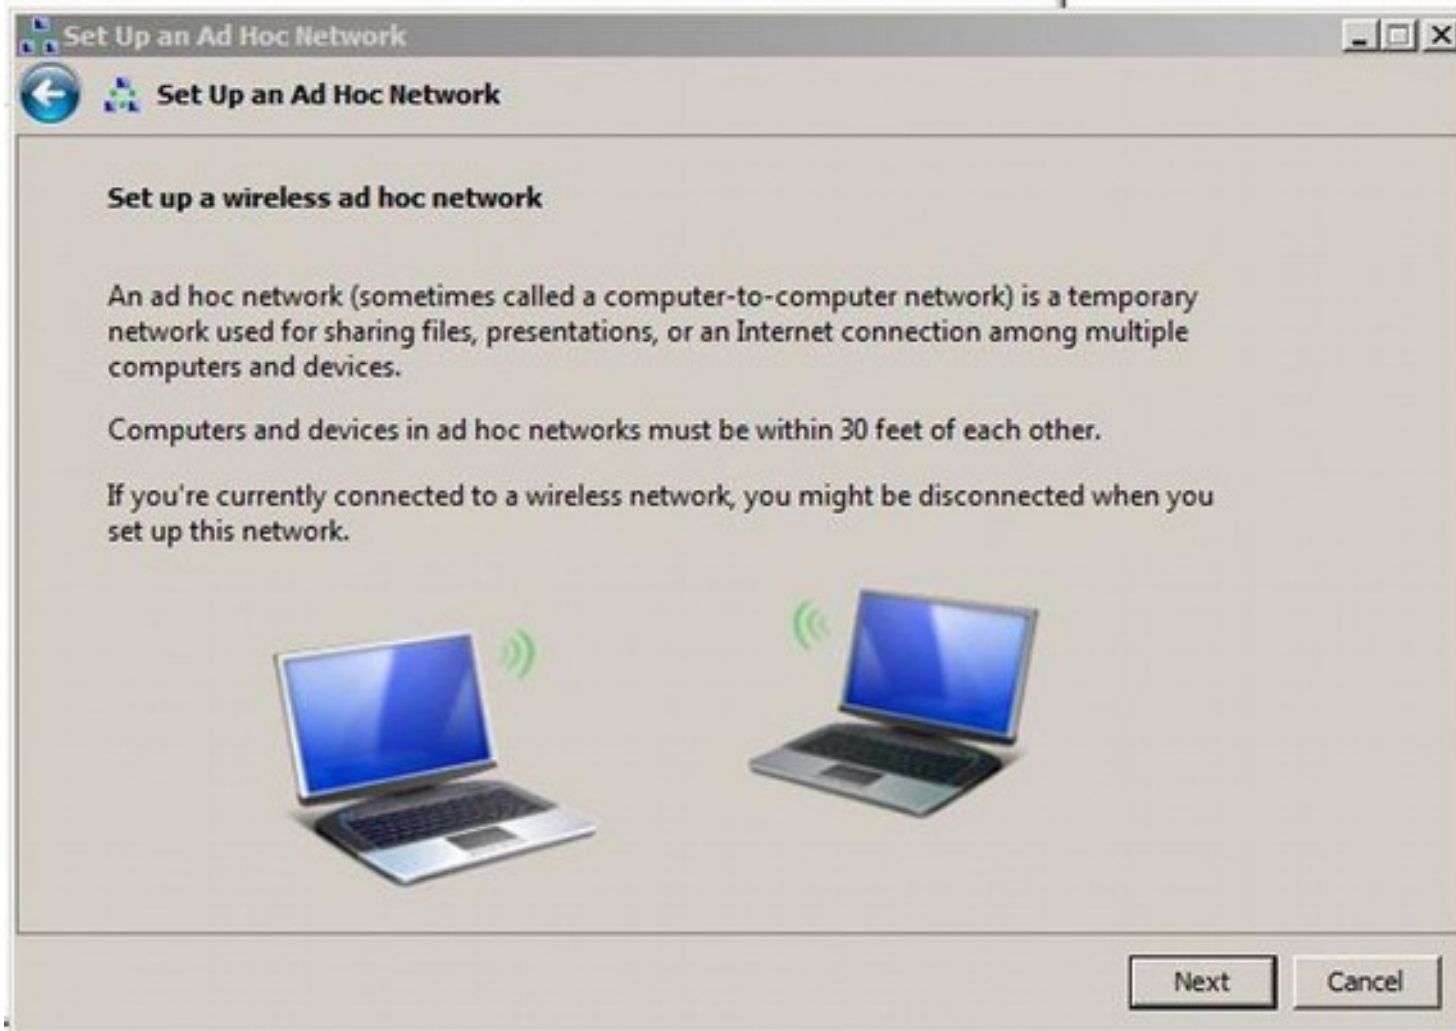 Set Up an Ad Hoc Network
Set Up an Ad Hoc Network
Set up a wireless ad hoc network
An ad hoc network (sometimes called a computer-to-computer network) is a temporary
network used for sharing files, presentations, or an Internet connection among multiple
computers and devices.
Computers and devices in ad hoc networks must be within 30 feet of each other.
If you're currently connected to a wireless network, you might be disconnected when you
set up this network.
Next
Cancel